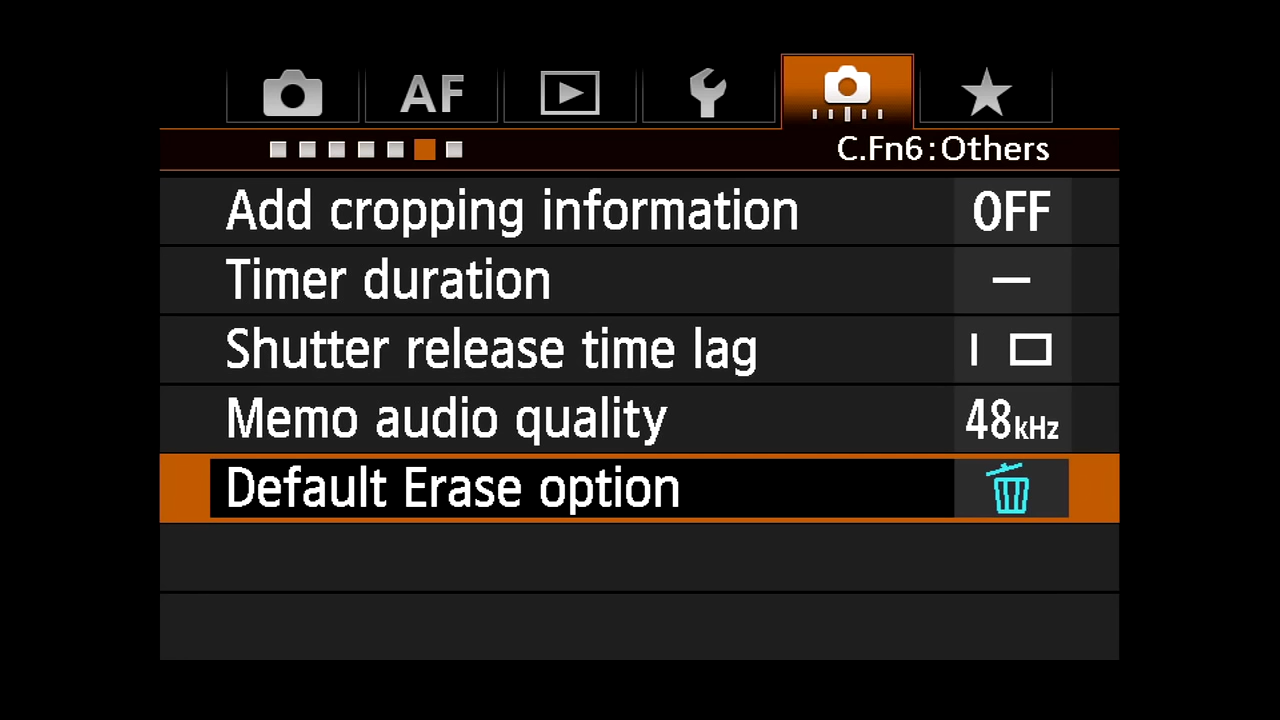 AF
C.Fn6:Others
Add cropping information OFF
Timer duration —
Shutter release time lag
Memo audio quality 48kHz
Default Erase option